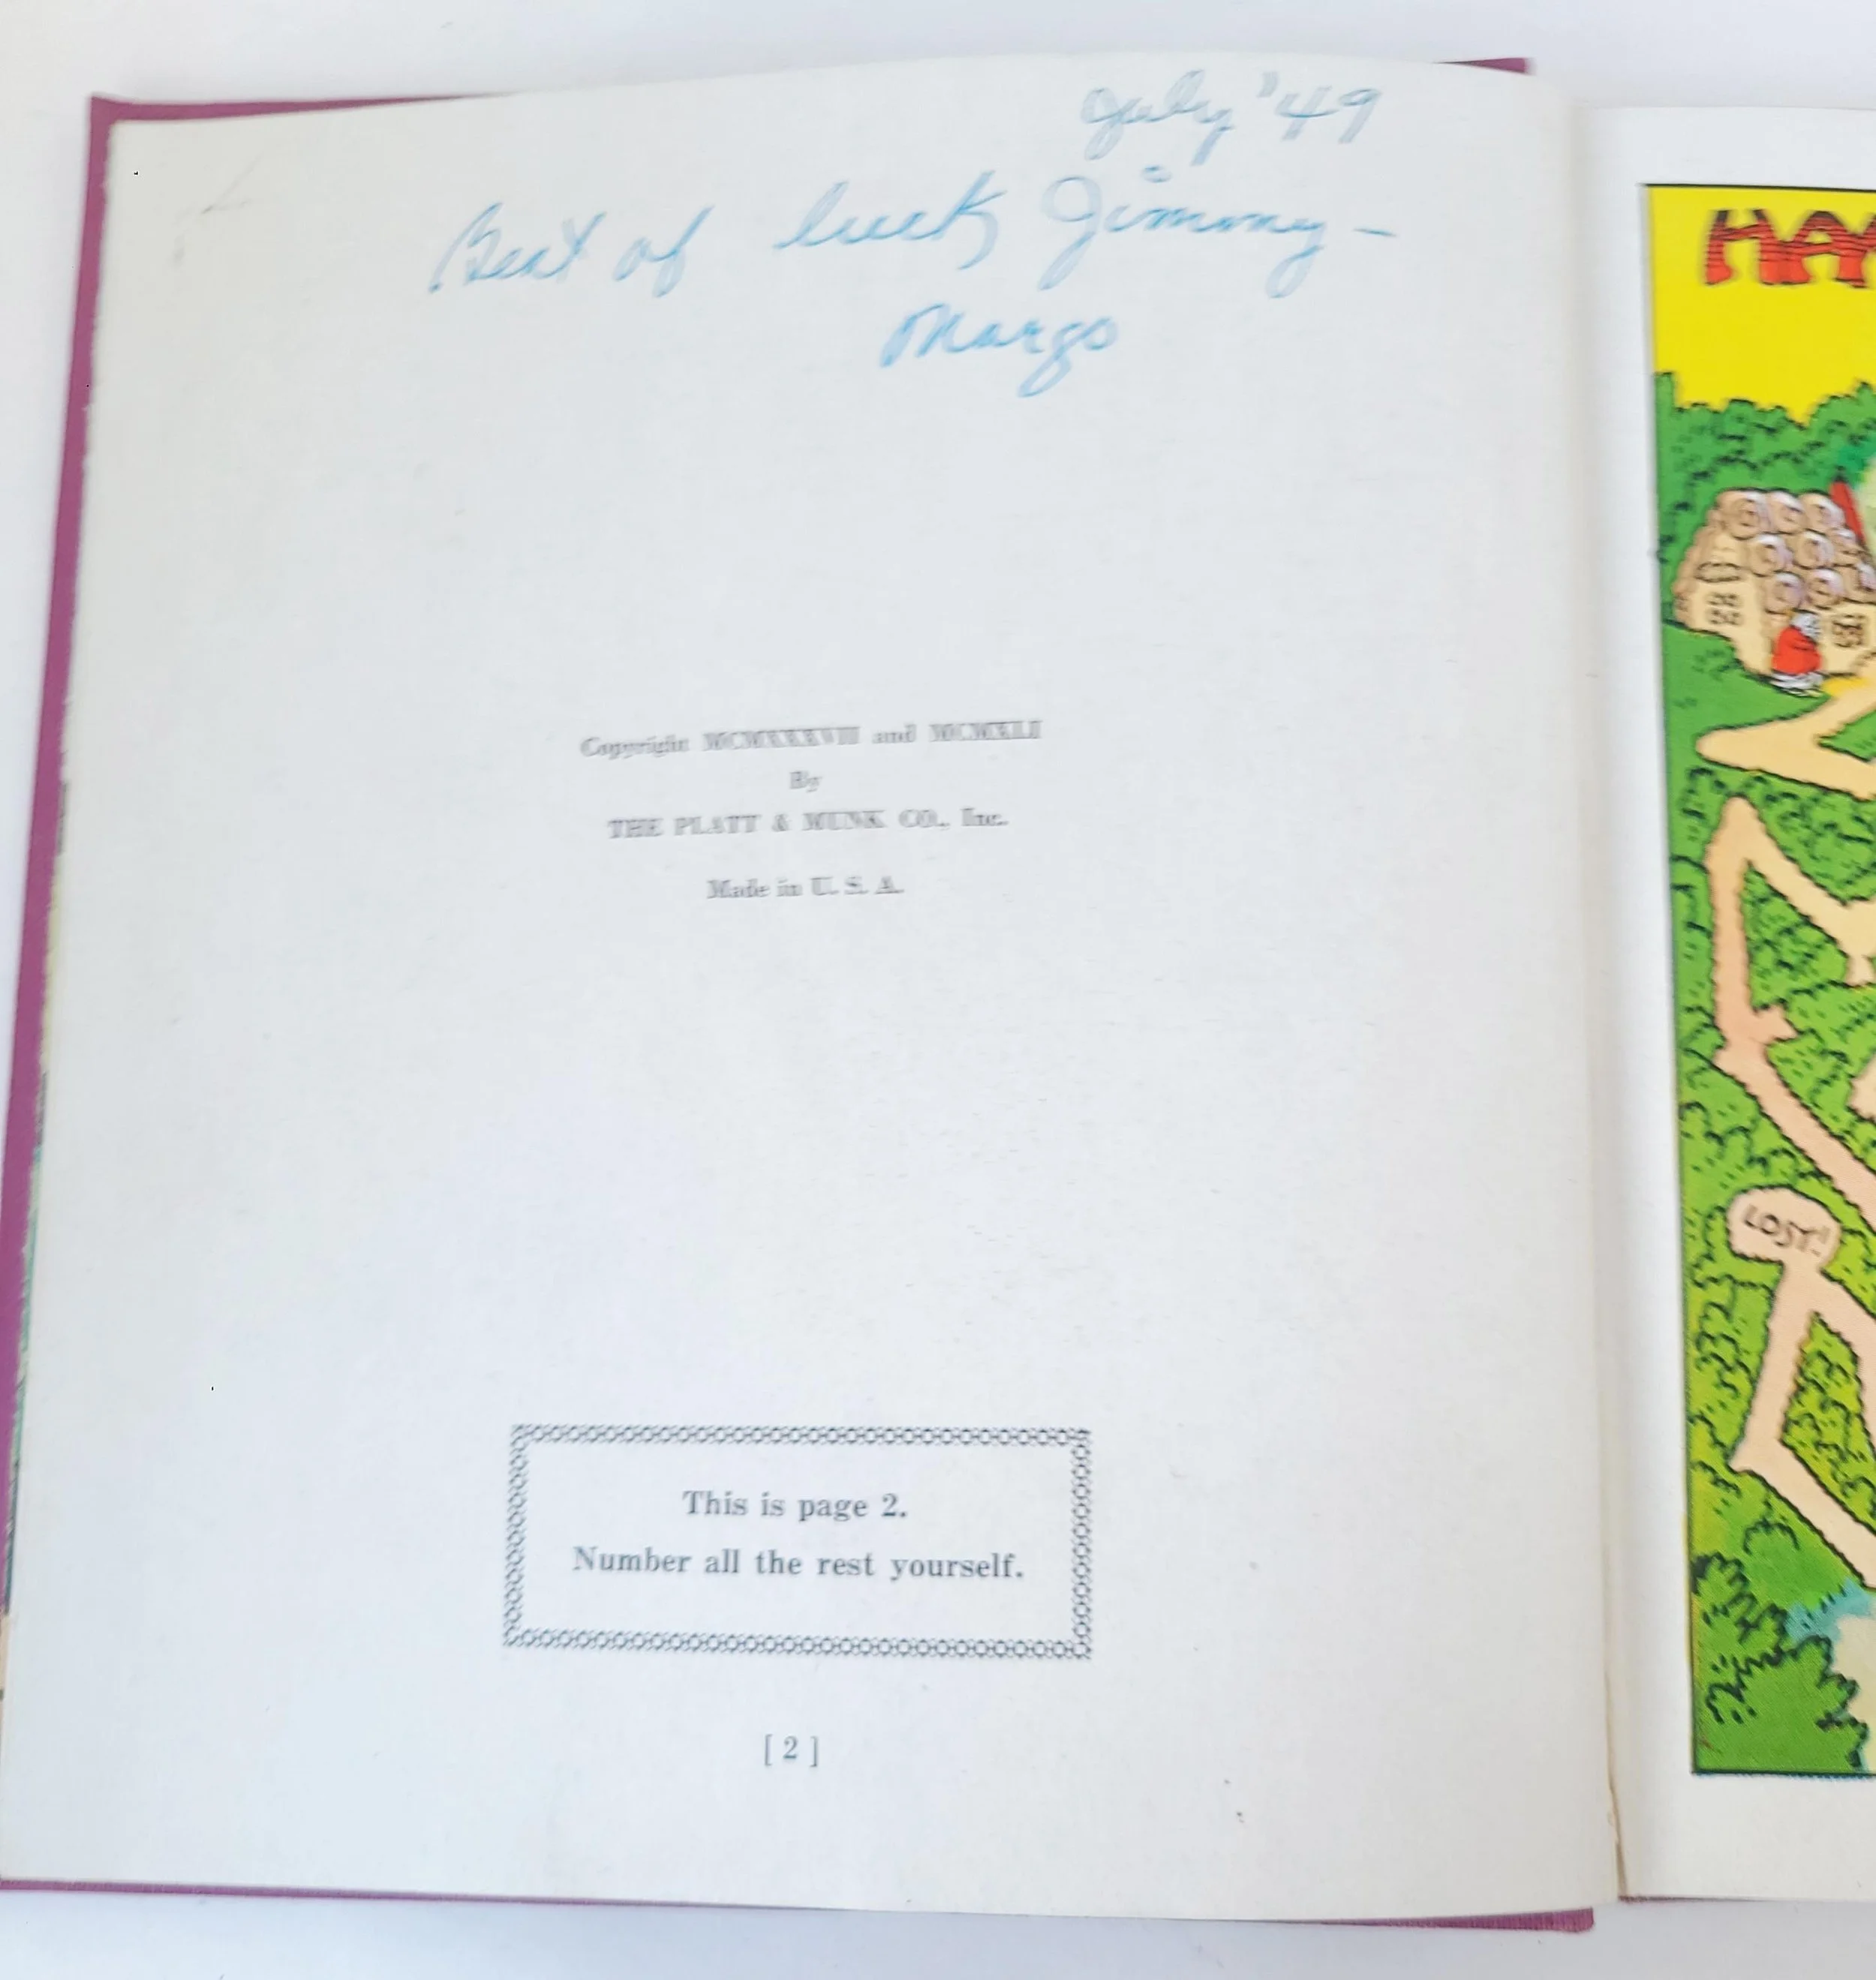 July '49
Best of luck Jimmy -
Margo
Copyright MCMXXXVII and MCMXLI
By
THE PLATT & MUNK CO., Inc.
Made in U. S. A.
This is page 2.
Number all the rest yourself.
[ 2 ]
LOST!!